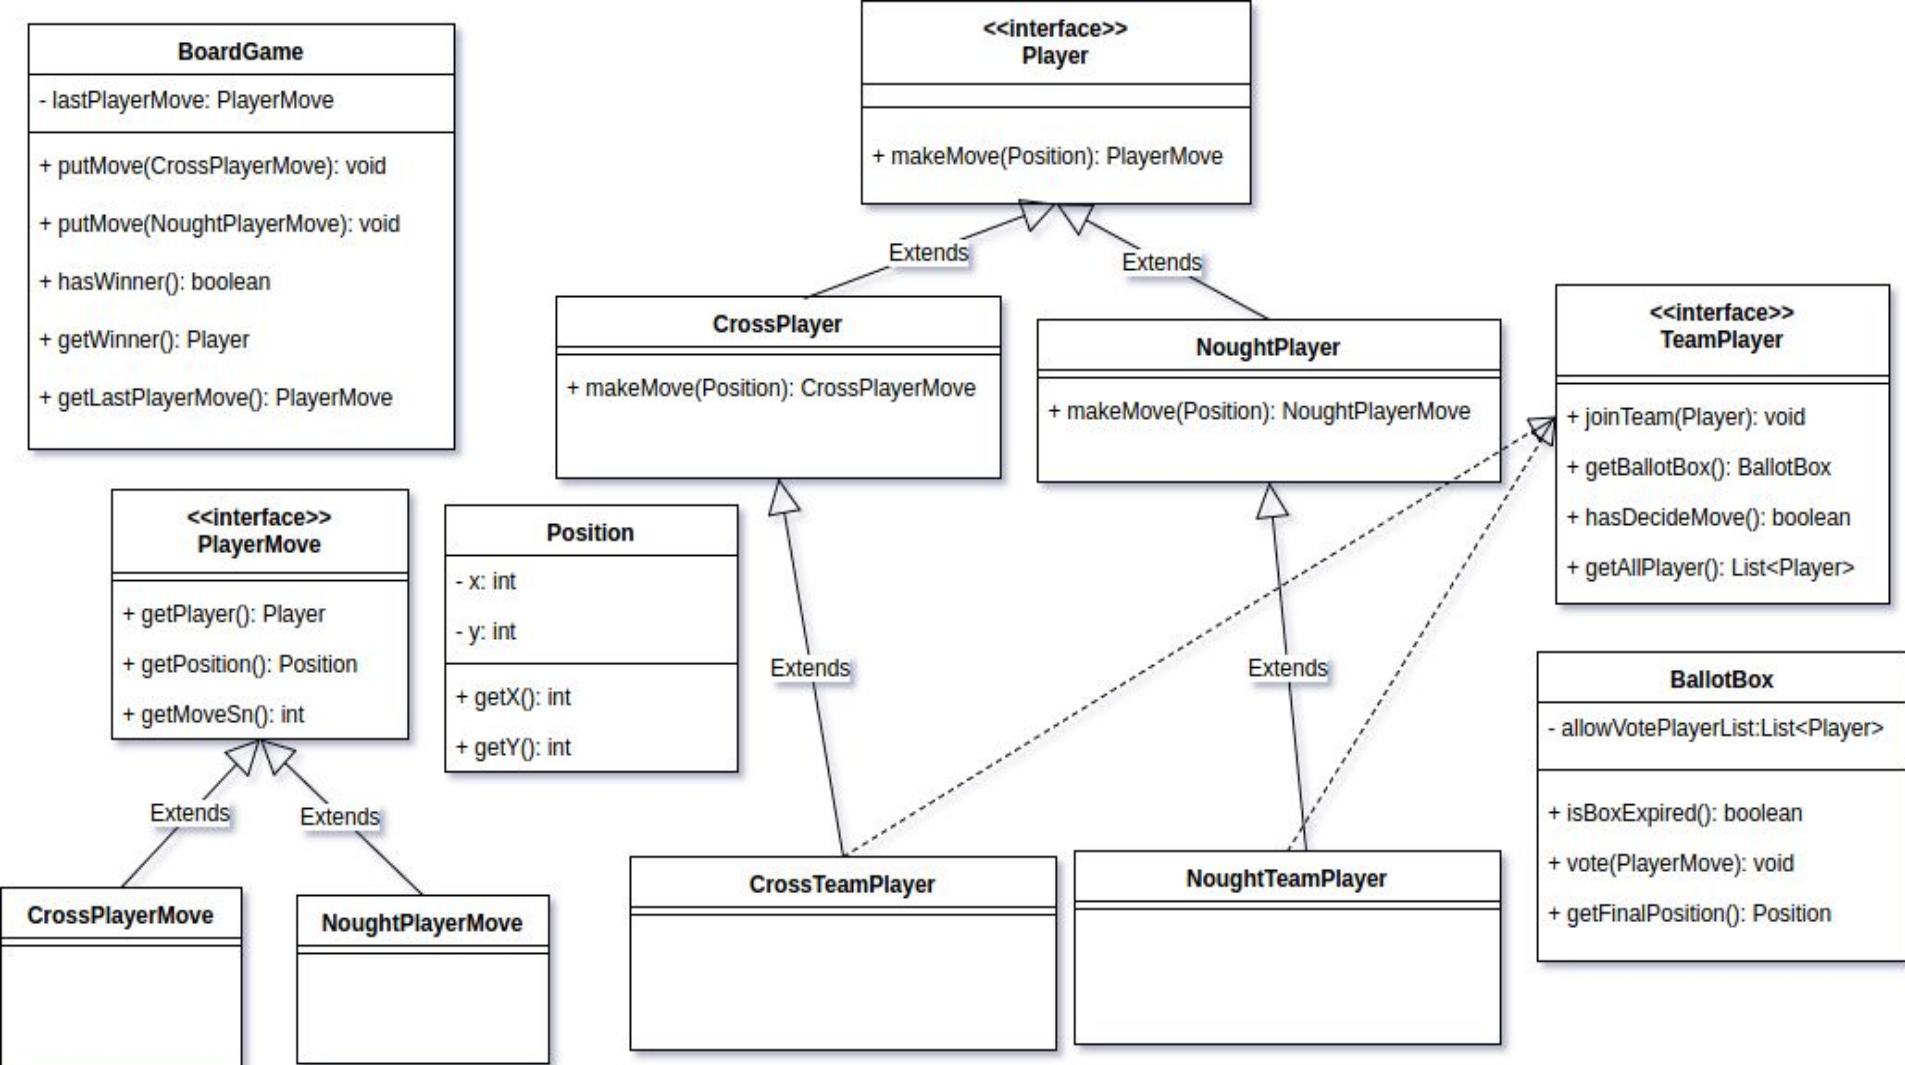 BoardGame
- lastPlayerMove: PlayerMove
+ putMove(CrossPlayerMove): void
+ putMove(NoughtPlayerMove): void
+ hasWinner(): boolean
+ getWinner(): Player
+ getLastPlayerMove(): PlayerMove
<<interface>>
Player
+ makeMove(Position): PlayerMove
Extends
Extends
CrossPlayer
+ makeMove(Position): CrossPlayerMove
NoughtPlayer
+ makeMove(Position): NoughtPlayerMove
<<interface>>
TeamPlayer
+ joinTeam(Player): void
+ getBallotBox(): BallotBox
+ hasDecideMove(): boolean
+ getAllPlayer(): List<Player>
<<interface>>
PlayerMove
+ getPlayer(): Player
+ getPosition(): Position
+ getMoveSn(): int
Position
- x: int
- y: int
+ getX(): int
+ getY(): int
Extends
Extends
BallotBox
- allowVotePlayerList:List<Player>
+ isBoxExpired(): boolean
+ vote(PlayerMove): void
+ getFinalPosition(): Position
Extends
Extends
CrossPlayerMove
NoughtPlayerMove
CrossTeamPlayer
NoughtTeamPlayer